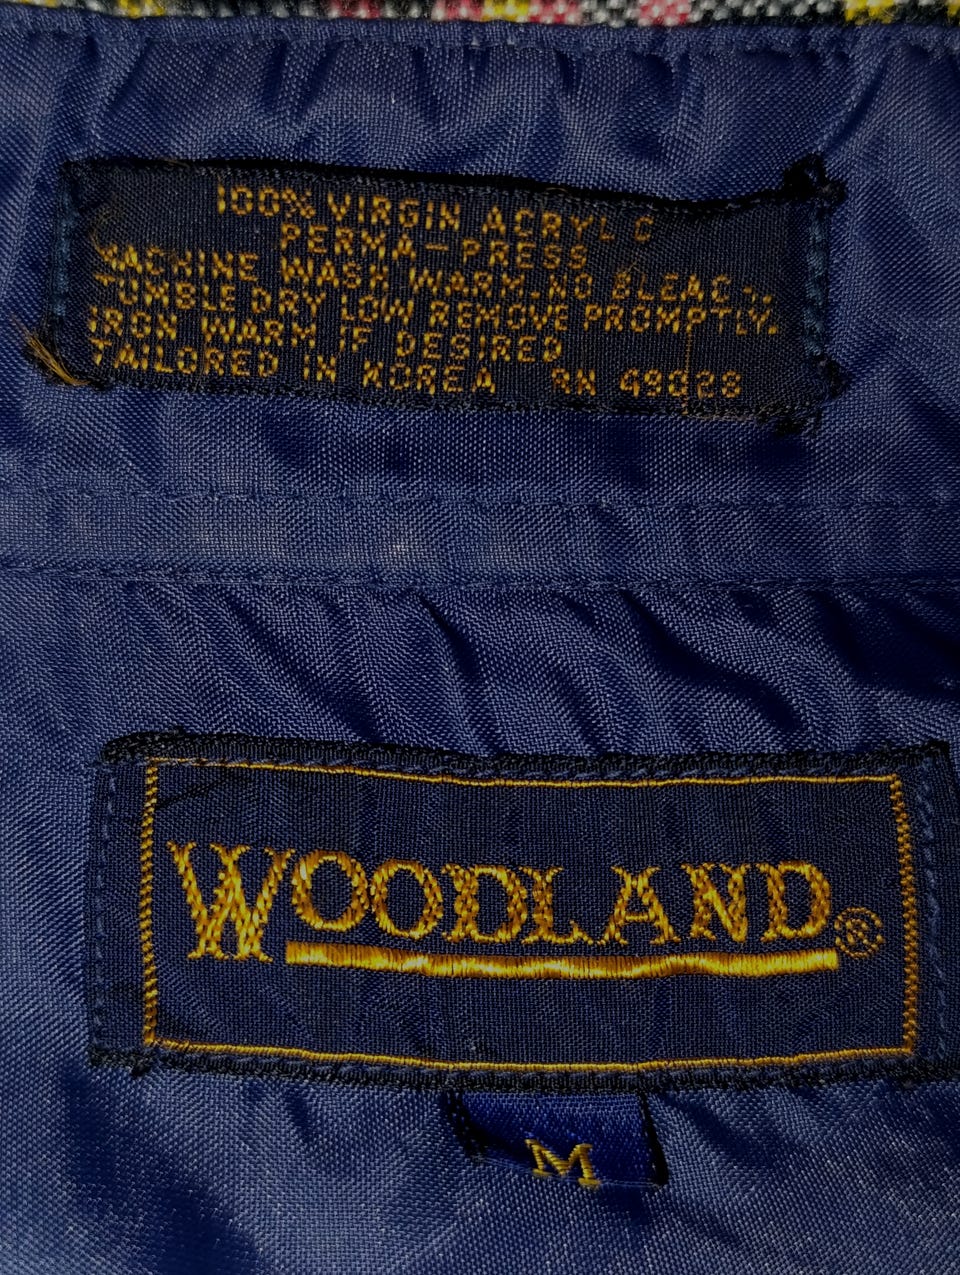 100% VIRGIN ACRYLIC
PERMA-PRESS
MACHINE WASH WARM. NO BLEACH.
TUMBLE DRY LOW REMOVE PROMPTLY.
IRON WARM IF DESIRED
TAILORED IN KOREA RN 49028
WOODLAND®
M